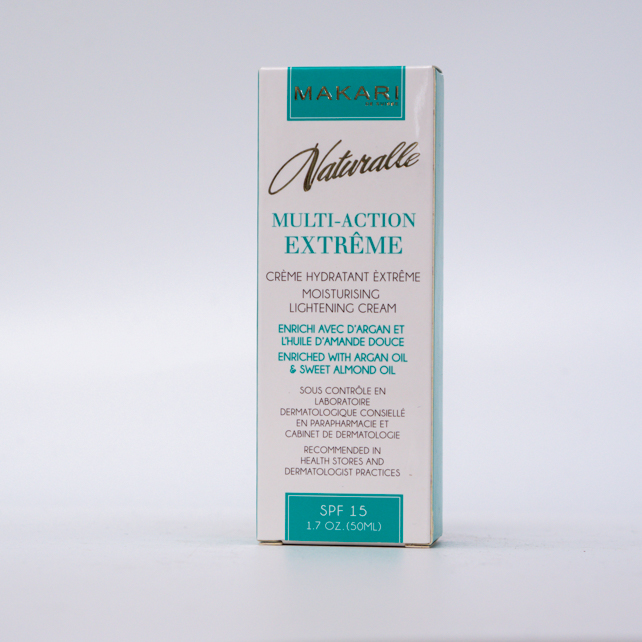 MAKARI
Naturalle
MULTI-ACTION
EXTRÊME
CRÈME HYDRATANT ÈXTRÊME
MOISTURISING
LIGHTENING CREAM
ENRICHI AVEC D'ARGAN ET
L'HUILE D'AMANDE DOUCE
ENRICHED WITH ARGAN OIL
& SWEET ALMOND OIL
SOUS CONTRÔLE EN
LABORATOIRE
DERMATOLOGIQUE CONSIELLÉ
EN PARAPHARMACIE ET
CABINET DE DERMATOLOGIE
RECOMMENDED IN
HEALTH STORES AND
DERMATOLOGIST PRACTICES
SPF 15
1.7 OZ.(50ML)